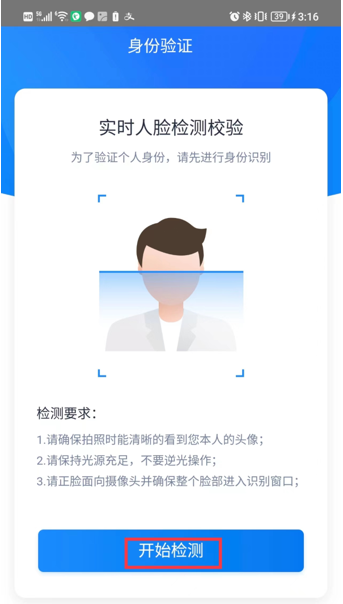 HD 5G 39 3:16
身份验证
实时人脸检测校验
为了验证个人身份，请先进行身份识别
检测要求：
1.请确保拍照时能清晰的看到您本人的头像；
2.请保持光源充足，不要逆光操作；
3.请正脸面向摄像头并确保整个脸部进入识别窗口；
开始检测